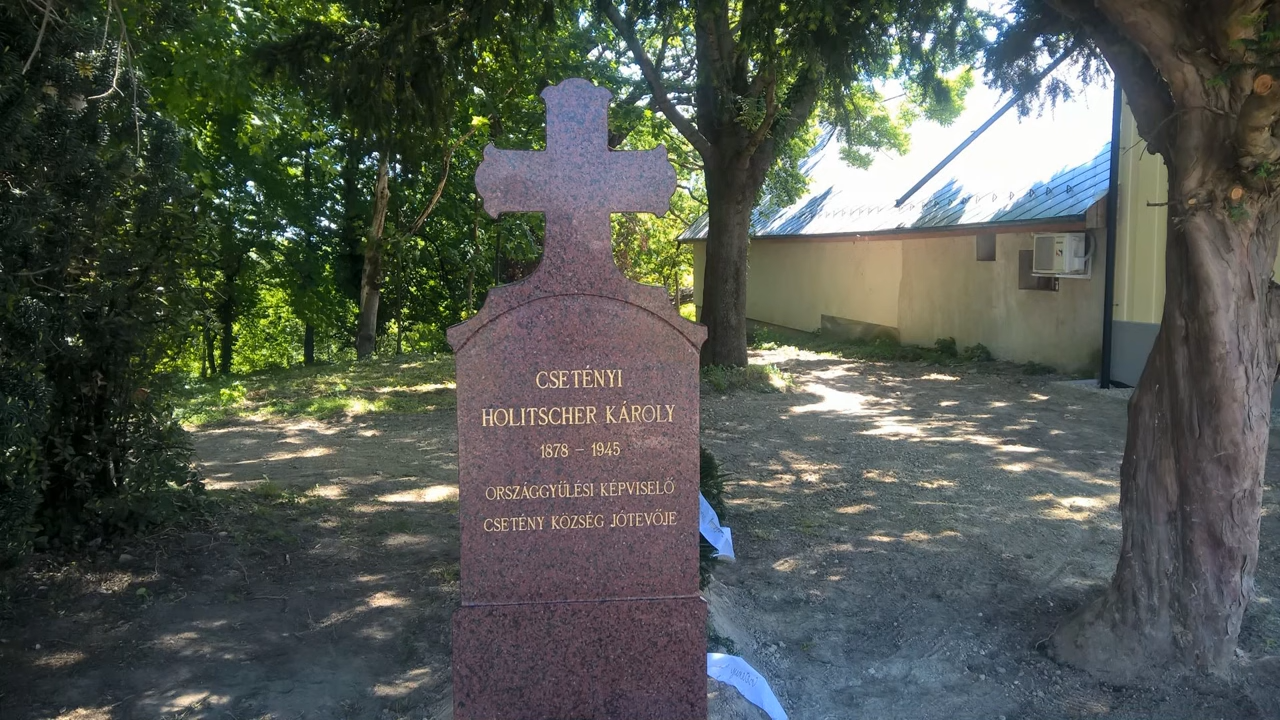 CSETÉNYI
HOLITSCHER KÁROLY
1878 – 1945
ORSZÁGGYŰLÉSI KÉPVISELŐ
CSETÉNY KÖZSÉG JÓTEVŐJE